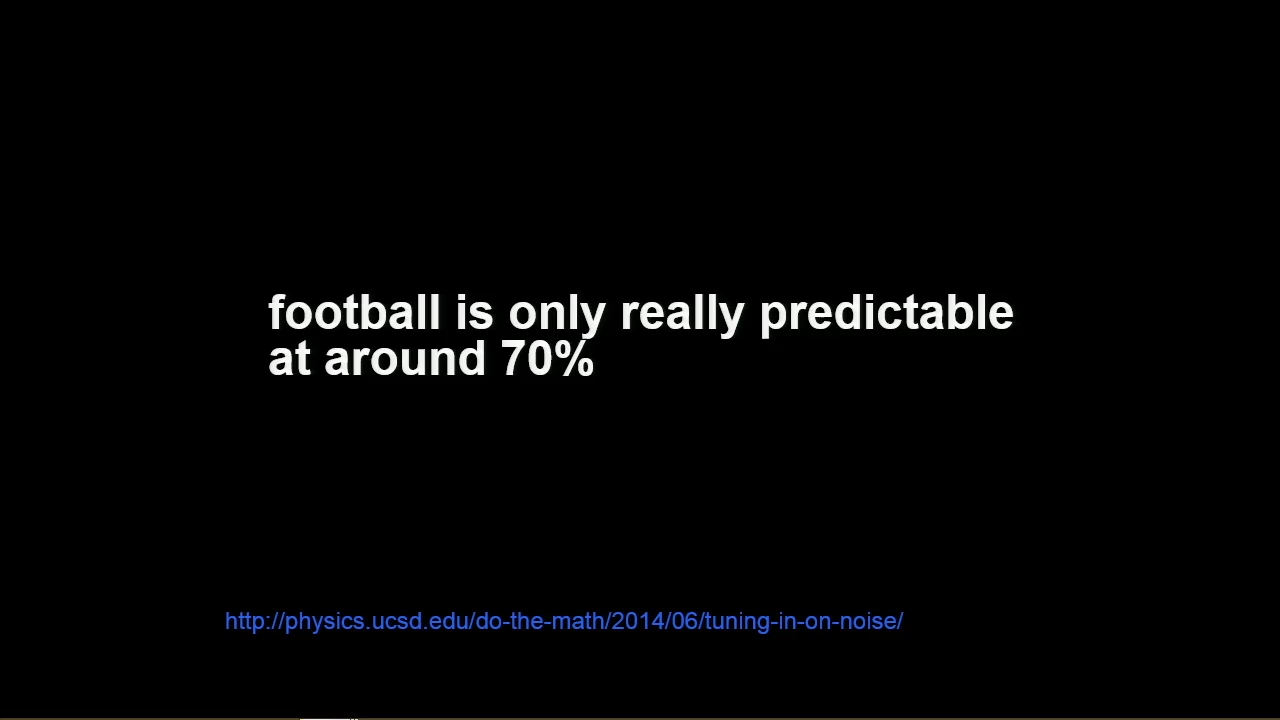 football is only really predictable
at around 70%
http://physics.ucsd.edu/do-the-math/2014/06/tuning-in-on-noise/